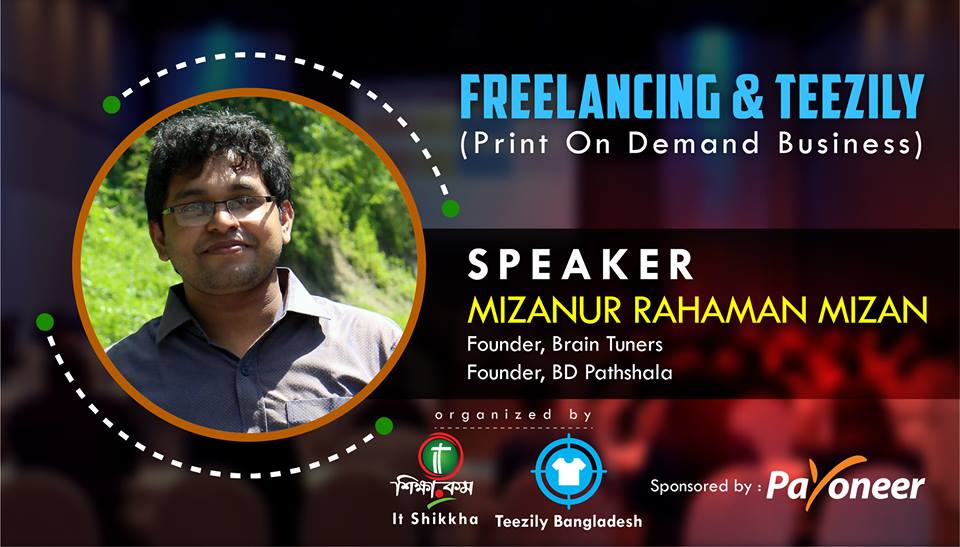 FREELANCING & TEEZILY
(Print On Demand Business)
SPEAKER
MIZANUR RAHAMAN MIZAN
Founder, Brain Tuners
Founder, BD Pathshala
organized by
IT
শিক্ষা.কম
It Shikkha
Teezily Bangladesh
Sponsored by : Payoneer